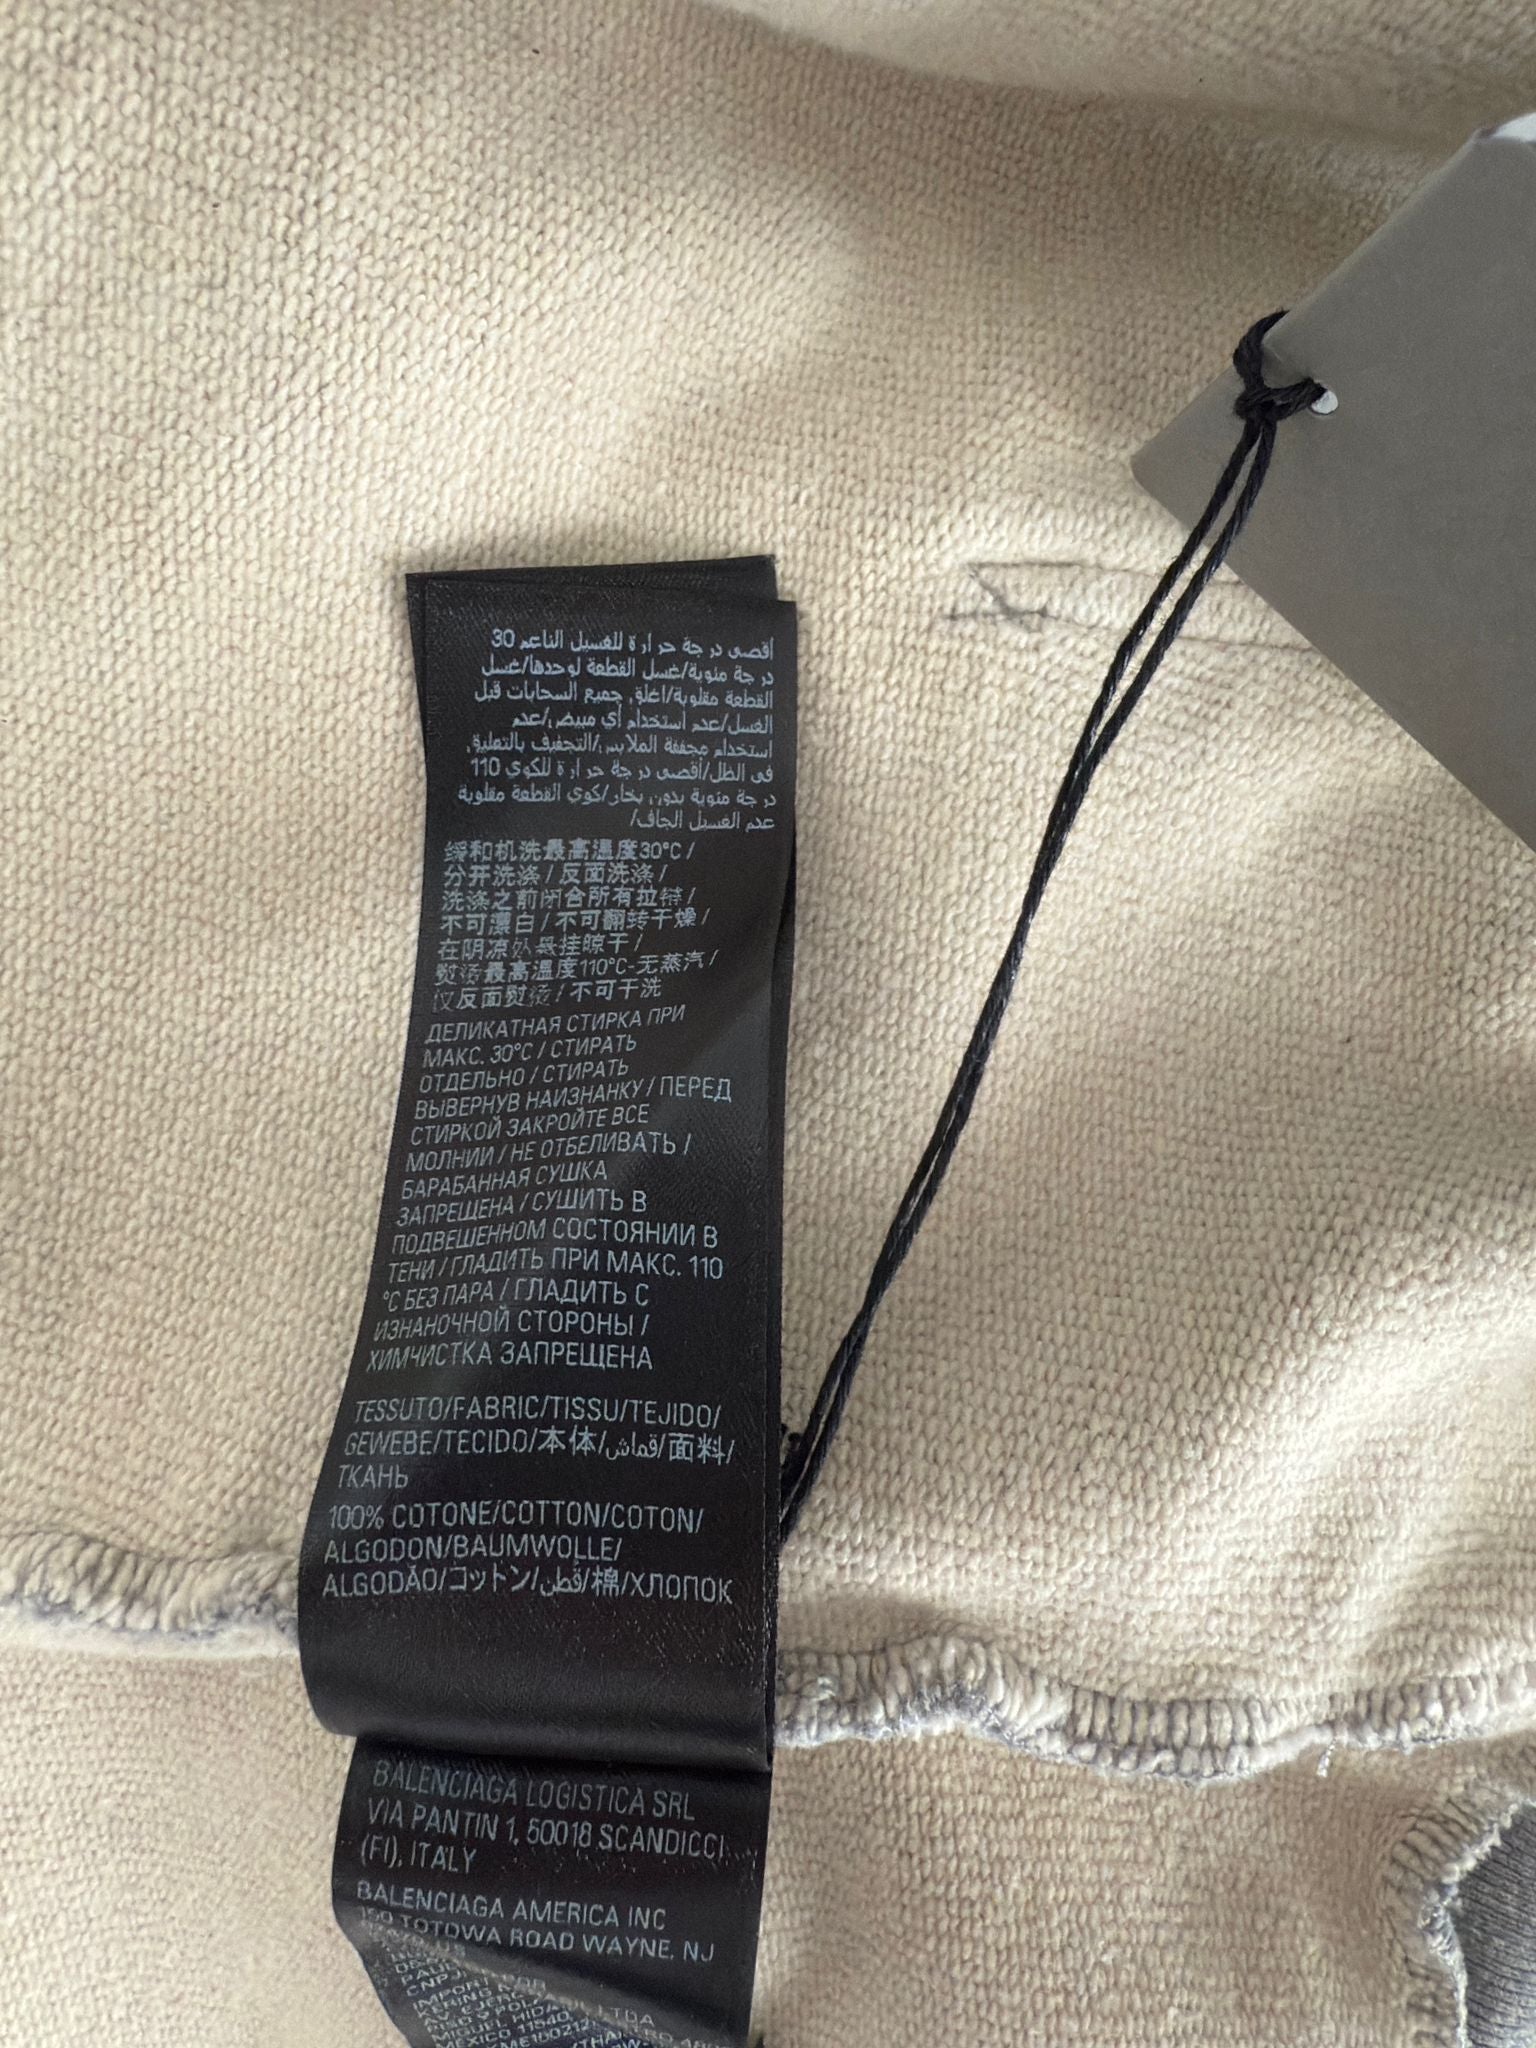 أقصى درجة حرارة للغسيل الناعم 30
درجة مئوية/غسل القطعة لوحدها/غسل
القطعة مقلوبة/اغلق جميع السحابات قبل
الغسل/عدم استخدام أي مبيض/عدم
استخدام مجففة الملابس/التجفيف بالتعليق
في الظل/أقصى درجة حرارة للكوي 110
درجة مئوية بدون بخار/كوي القطعة مقلوبة
عدم الغسيل الجاف/
缓和机洗最高温度30°C /
分开洗涤 / 反面洗涤 /
洗涤之前闭合所有拉链 /
不可漂白 / 不可翻转干燥 /
在阴凉处悬挂晾干 /
熨烫最高温度110°C-无蒸汽 /
仅反面熨烫 / 不可干洗
ДЕЛИКАТНАЯ СТИРКА ПРИ
МАКС. 30°C / СТИРАТЬ
ОТДЕЛЬНО / СТИРАТЬ
ВЫВЕРНУВ НАИЗНАНКУ / ПЕРЕД
СТИРКОЙ ЗАКРОЙТЕ ВСЕ
МОЛНИИ / НЕ ОТБЕЛИВАТЬ /
БАРАБАННАЯ СУШКА
ЗАПРЕЩЕНА / СУШИТЬ В
ПОДВЕШЕННОМ СОСТОЯНИИ В
ТЕНИ / ГЛАДИТЬ ПРИ МАКС. 110
°C БЕЗ ПАРА / ГЛАДИТЬ С
ИЗНАНОЧНОЙ СТОРОНЫ /
ХИМЧИСТКА ЗАПРЕЩЕНА
TESSUTO/FABRIC/TISSU/TEJIDO/
GEWEBE/TECIDO/本体/قماش/面料/
ТКАНЬ
100% COTONE/COTTON/COTON/
ALGODON/BAUMWOLLE/
ALGODÃO/コットン/قطن/棉/ХЛОПОК
BALENCIAGA LOGISTICA SRL
VIA PANTIN 1, 50018 SCANDICCI
(FI), ITALY
BALENCIAGA AMERICA INC
150 TOTOWA ROAD WAYNE, NJ
CNPJ
IMPORT POR
KERING
MIGUEL HIDA
MEXICO 11540